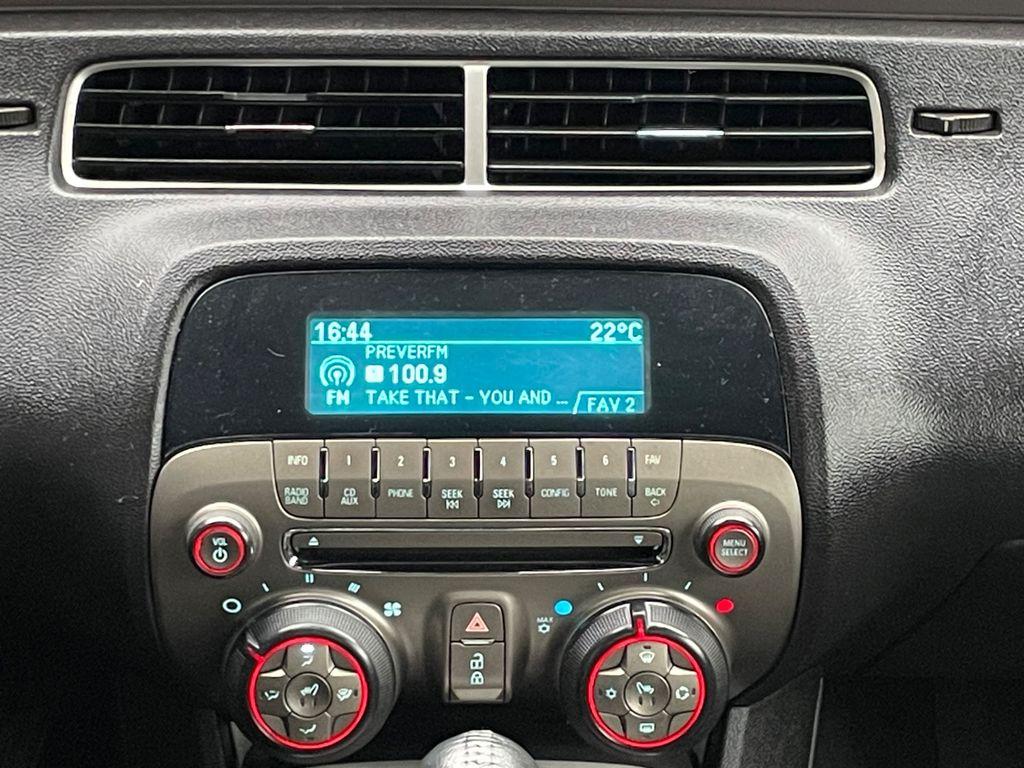 16:44 22°C
PREVERFM
100.9
FM TAKE THAT - YOU AND ... FAV 2
INFO 1 2 3 4 5 6 FAV
RADIO BAND CD AUX PHONE SEEK SEEK CONFIG TONE BACK
VOL
MENU SELECT
MAX